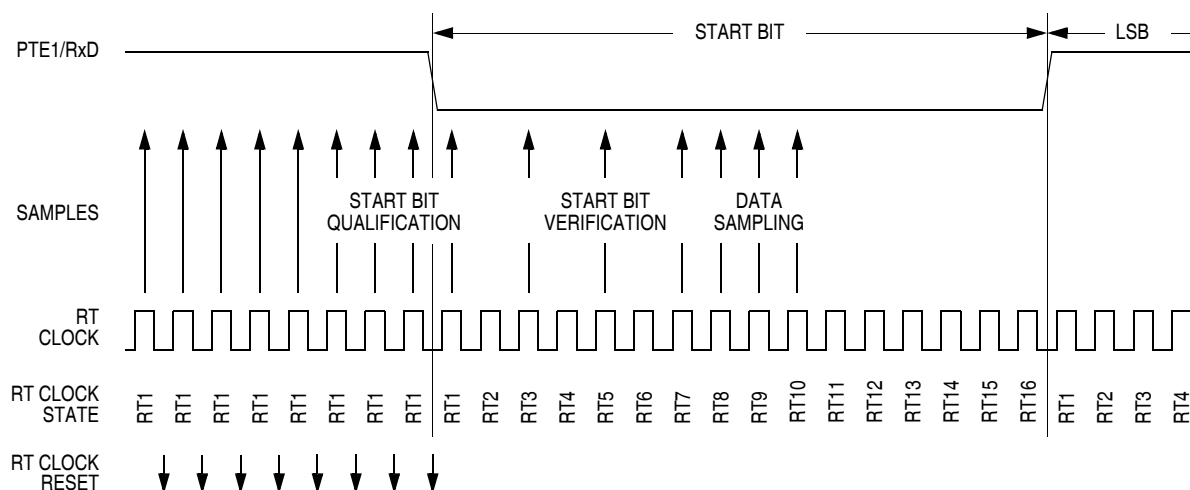 START BIT
LSB
PTE1/RxD
SAMPLES
START BIT
QUALIFICATION
START BIT
VERIFICATION
DATA
SAMPLING
RT
CLOCK
RT CLOCK
STATE
RT1 RT1 RT1 RT1 RT1 RT1 RT1 RT1 RT1 RT2 RT3 RT4 RT5 RT6 RT7 RT8 RT9 RT10 RT11 RT12 RT13 RT14 RT15 RT16 RT1 RT2 RT3 RT4
RT CLOCK
RESET